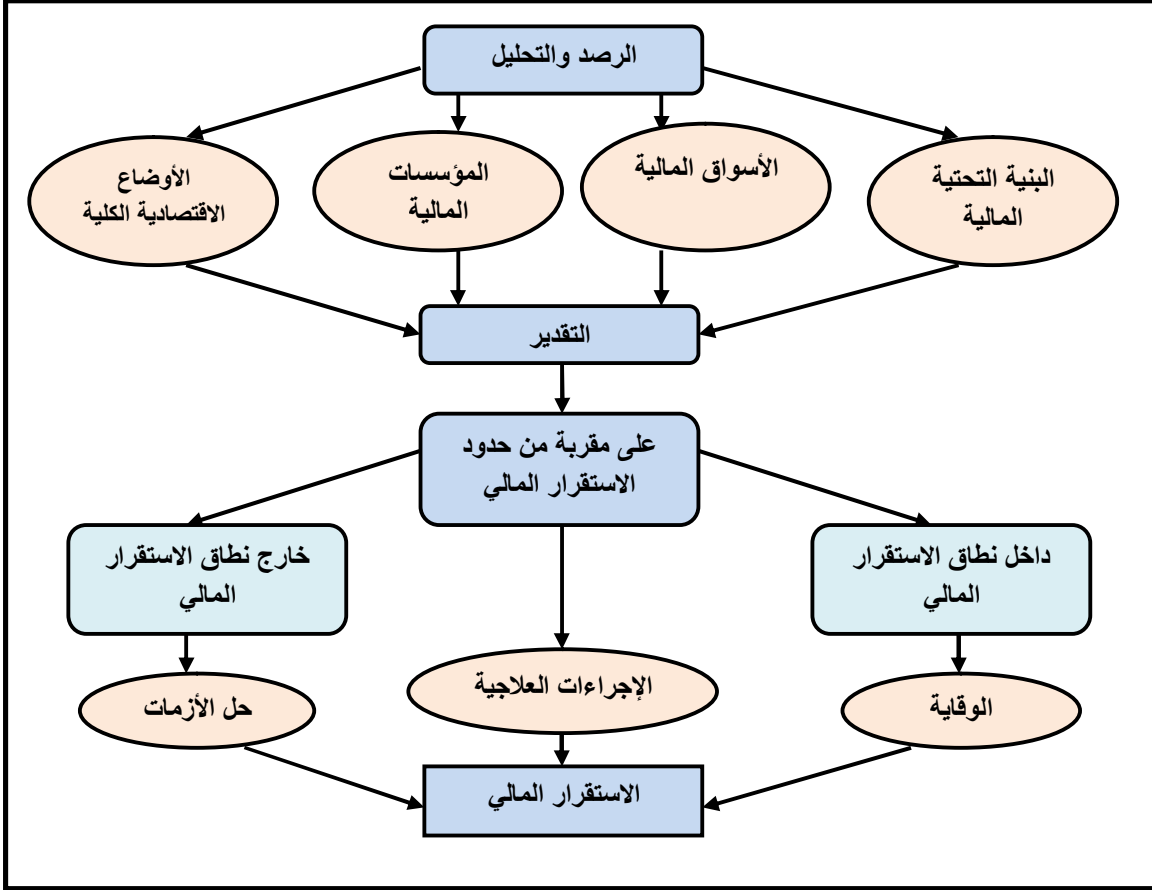 الرصد والتحليل
البنية التحتية
المالية
الأسواق المالية
المؤسسات
المالية
الأوضاع
الاقتصادية الكلية
التقدير
على مقربة من حدود
الاستقرار المالي
داخل نطاق الاستقرار
المالي
خارج نطاق الاستقرار
المالي
الوقاية
الإجراءات العلاجية
حل الأزمات
الاستقرار المالي